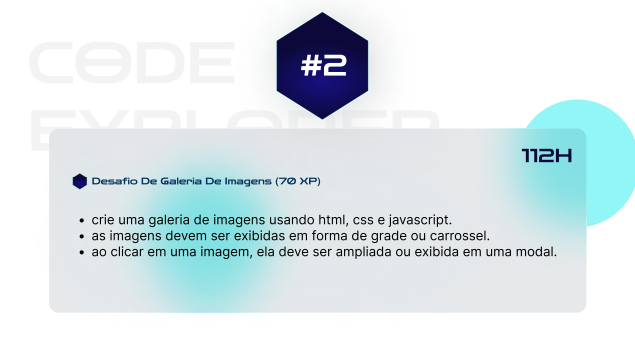 CODE
EXPLORER
#2
112H
Desafio De Galeria De Imagens (70 XP)
• crie uma galeria de imagens usando html, css e javascript.
• as imagens devem ser exibidas em forma de grade ou carrossel.
• ao clicar em uma imagem, ela deve ser ampliada ou exibida em uma modal.